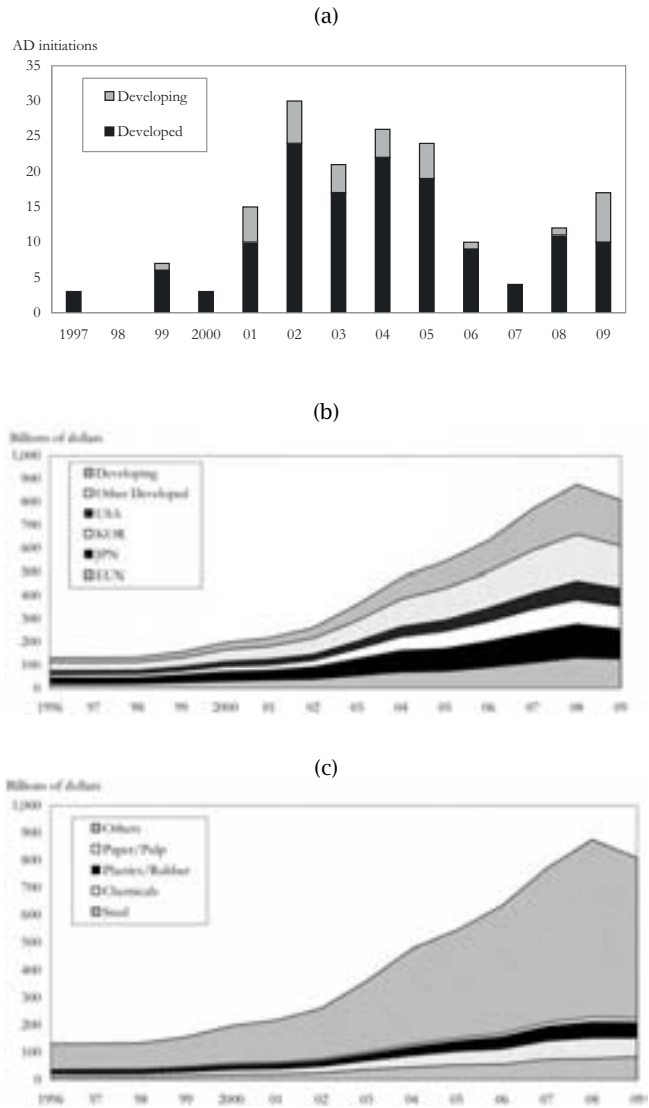 (a)
AD initiations
35
30
25
20
15
10
5
0
Developing
Developed
1997 98 99 2000 01 02 03 04 05 06 07 08 09
(b)
Billions of dollars
1,000
900
800
700
600
500
400
300
200
100
0
Developing
Other Developed
USA
KOR
JPN
EUN
1996 97 98 99 2000 01 02 03 04 05 06 07 08 09
(c)
Billions of dollars
1,000
900
800
700
600
500
400
300
200
100
0
Others
Paper/Pulp
Plastics/Rubber
Chemicals
Steel
1996 97 98 99 2000 01 02 03 04 05 06 07 08 09